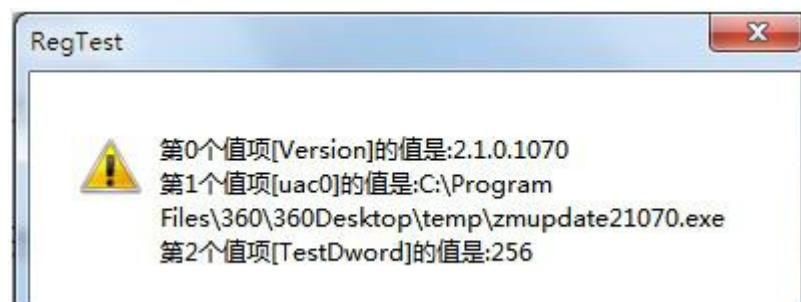 RegTest
第0个值项[Version]的值是:2.1.0.1070
第1个值项[uac0]的值是:C:\Program
Files\360\360Desktop\temp\zmupdate21070.exe
第2个值项[TestDword]的值是:256